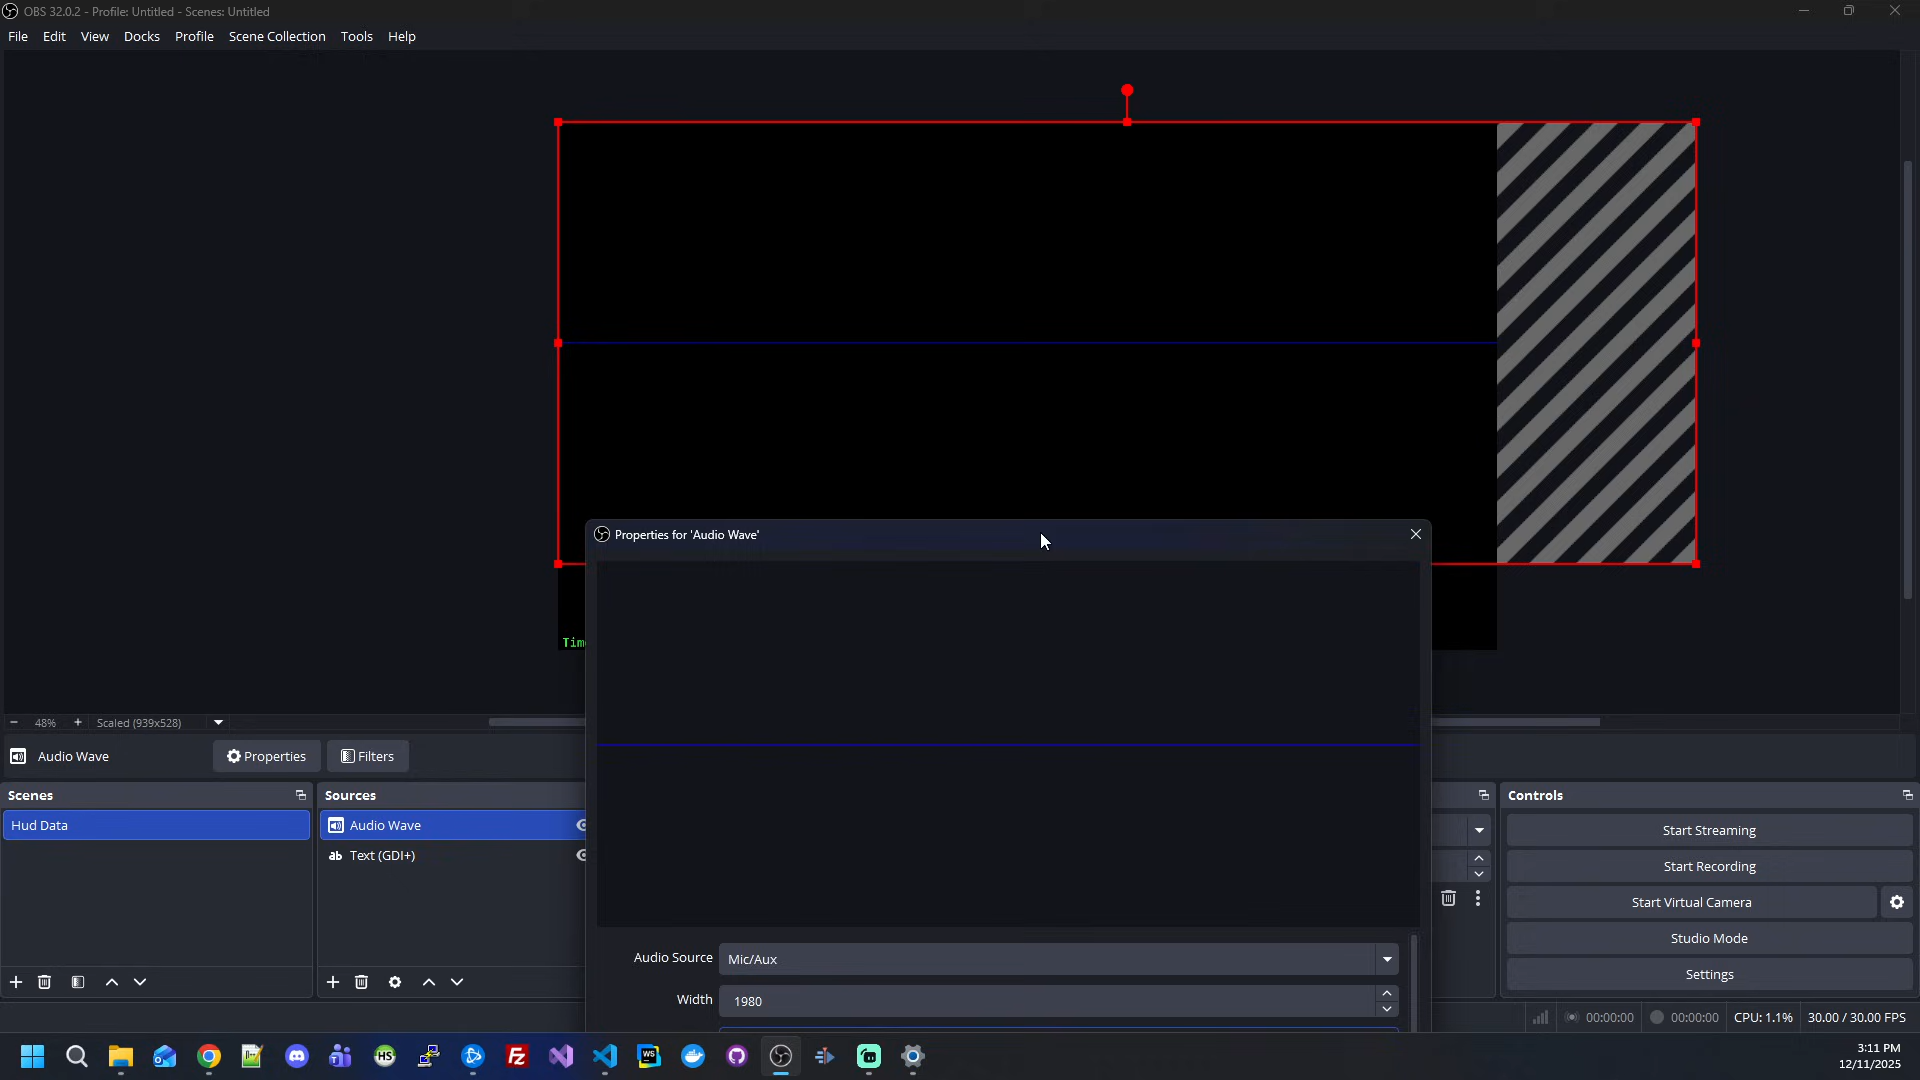 OBS 32.0.2 - Profile: Untitled - Scenes: Untitled
File Edit View Docks Profile Scene Collection Tools Help
Properties for 'Audio Wave'
Tim
48% Scaled (939x528)
Audio Wave Properties Filters
Scenes
Hud Data
Sources
Audio Wave
ab Text (GDI+)
Audio Source Mic/Aux
Width 1980
Controls
Start Streaming
Start Recording
Start Virtual Camera
Studio Mode
Settings
00:00:00 00:00:00 CPU: 1.1% 30.00 / 30.00 FPS
HS
WS
3:11 PM
12/11/2025